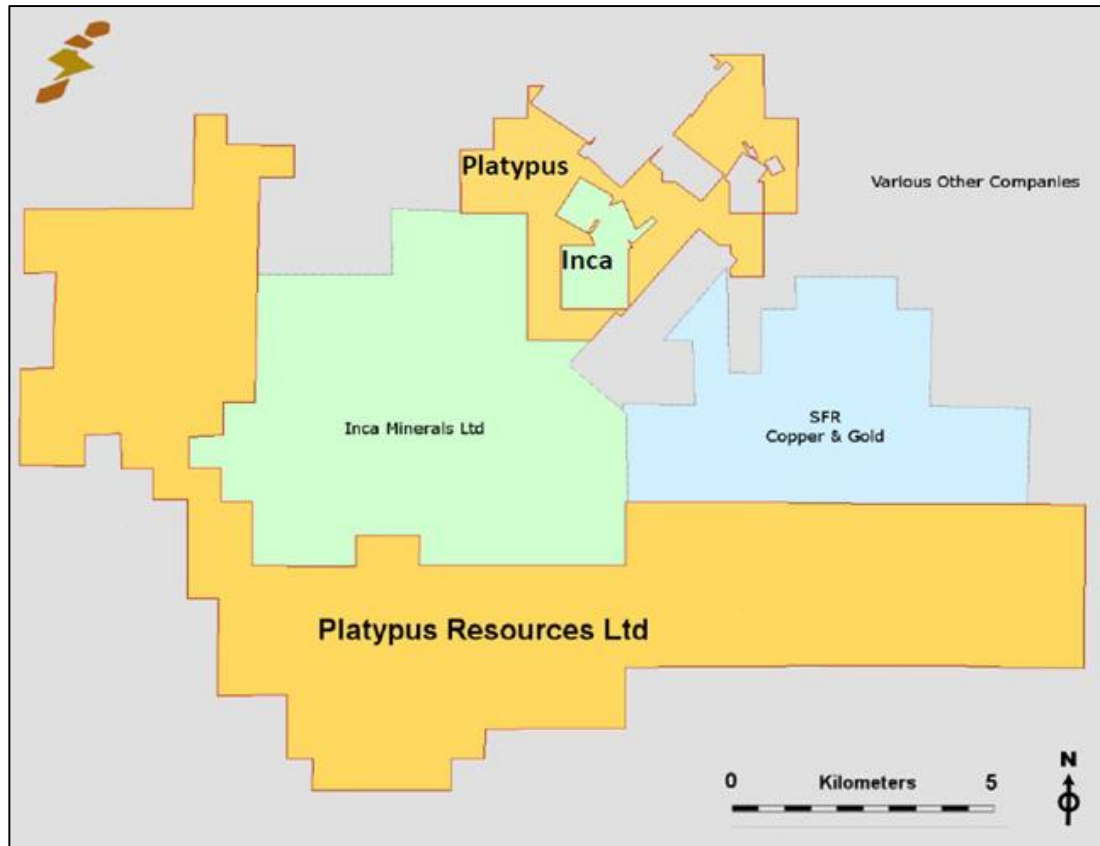 Platypus
Various Other Companies
Inca
Inca Minerals Ltd
SFR
Copper & Gold
Platypus Resources Ltd
N
0 Kilometers 5